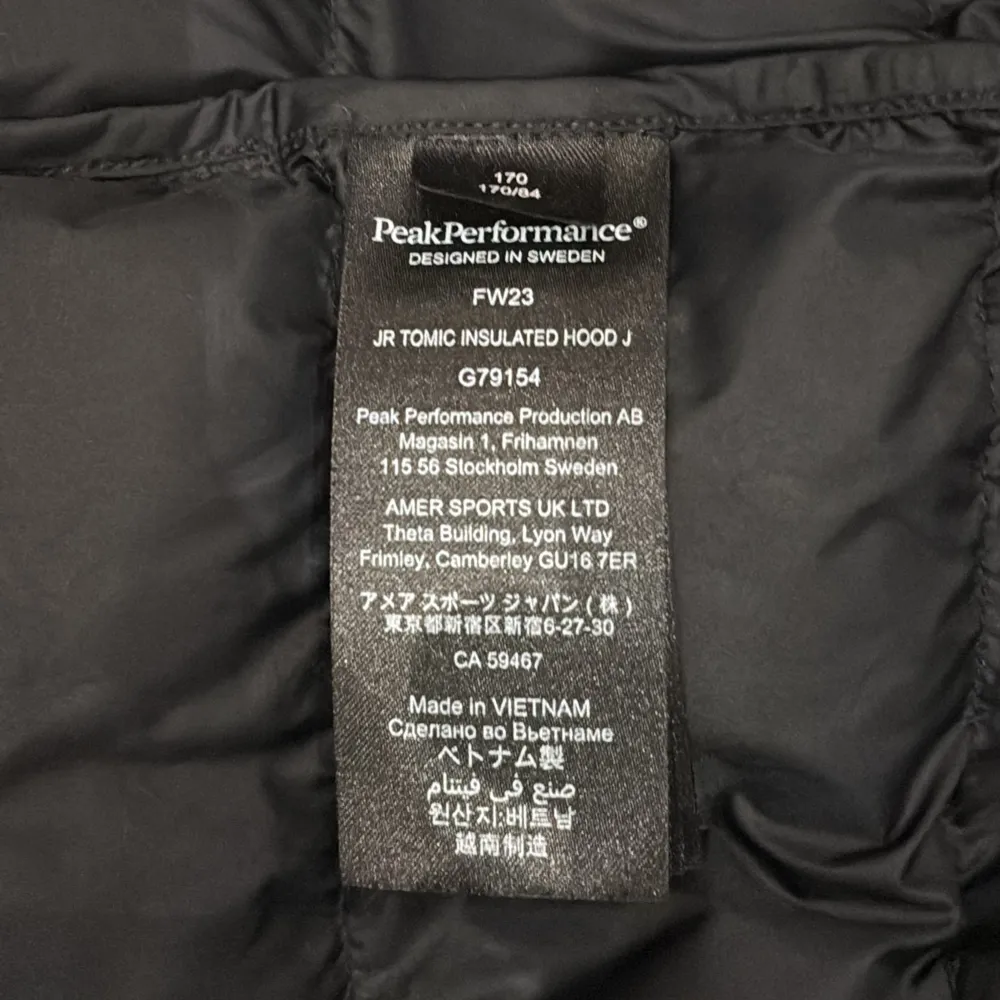 170
170/84
PeakPerformance®
DESIGNED IN SWEDEN
FW23
JR TOMIC INSULATED HOOD J
G79154
Peak Performance Production AB
Magasin 1, Frihamnen
115 56 Stockholm Sweden
AMER SPORTS UK LTD
Theta Building, Lyon Way
Frimley, Camberley GU16 7ER
アメア スポーツ ジャパン ( 株 )
東京都新宿区新宿6-27-30
CA 59467
Made in VIETNAM
Сделано во Вьетнаме
ベトナム製
صنع في فيتنام
원산지:베트남
越南制造